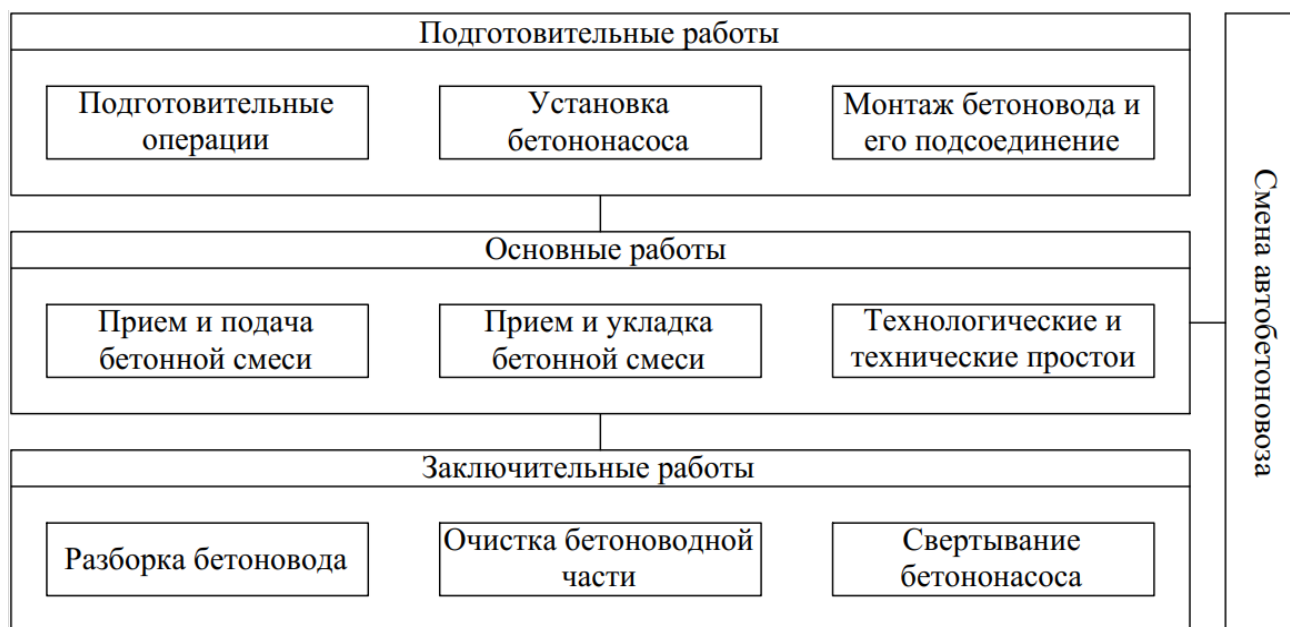 Подготовительные работы
Подготовительные
операции
Установка
бетононасоса
Монтаж бетоновода и
его подсоединение
Основные работы
Прием и подача
бетонной смеси
Прием и укладка
бетонной смеси
Технологические и
технические простои
Заключительные работы
Разборка бетоновода
Очистка бетоноводной
части
Свертывание
бетононасоса
Смена автобетоновоза